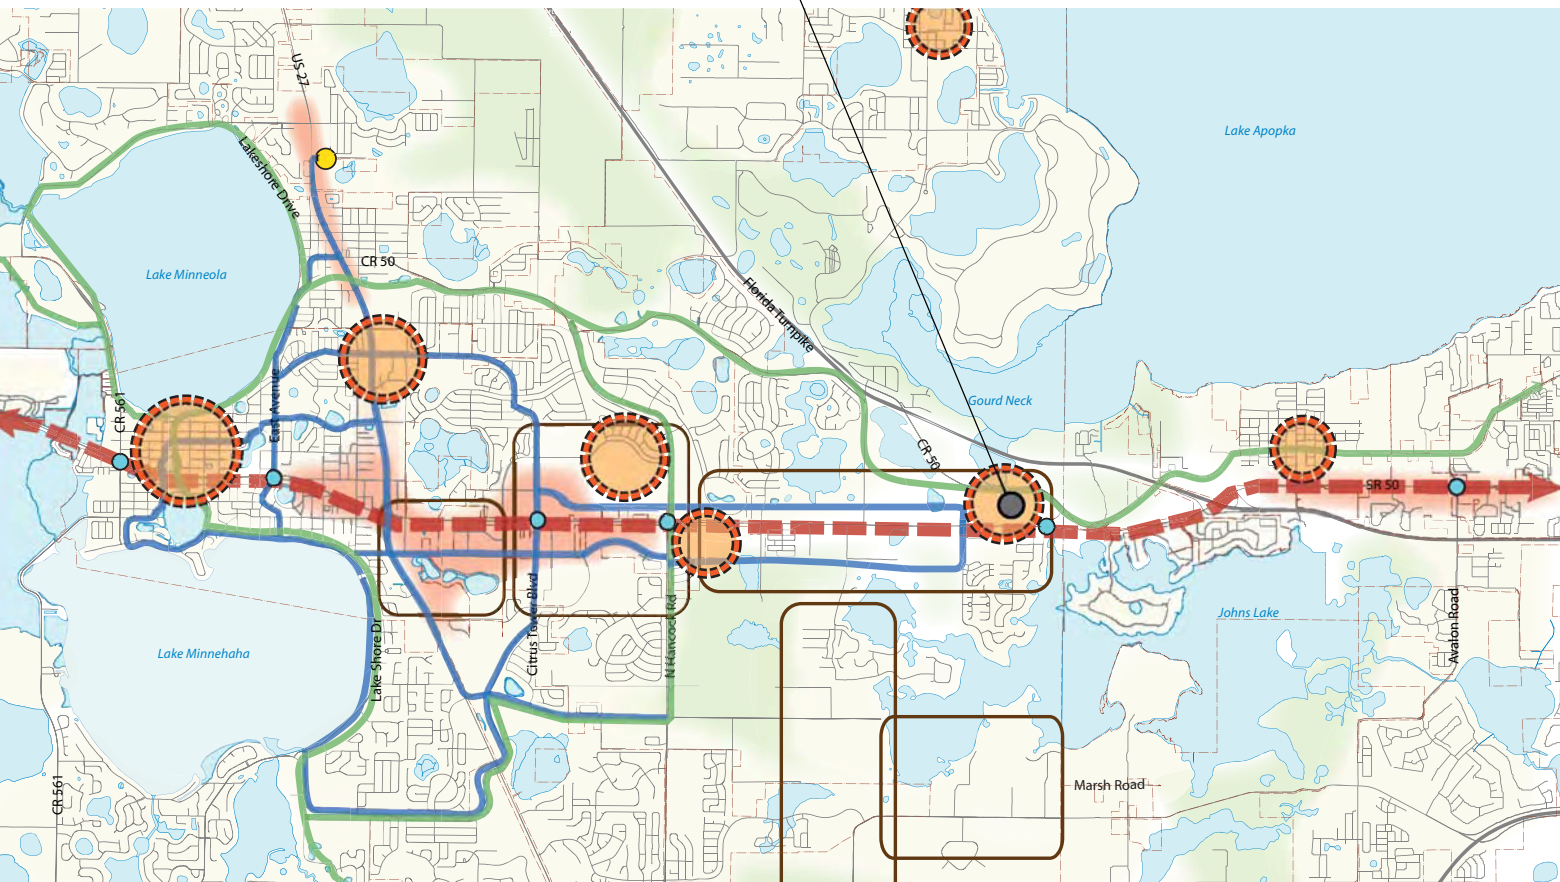 US 27
Lake Apopka
Lakeshore Drive
CR 50
Lake Minneola
Florida Turnpike
CR 561
East Avenue
Gourd Neck
CR 50
SR 50
Citrus Tower Blvd
N Hancock Rd
Avalon Road
Johns Lake
Lake Shore Dr
Lake Minnehaha
CR 561
Marsh Road